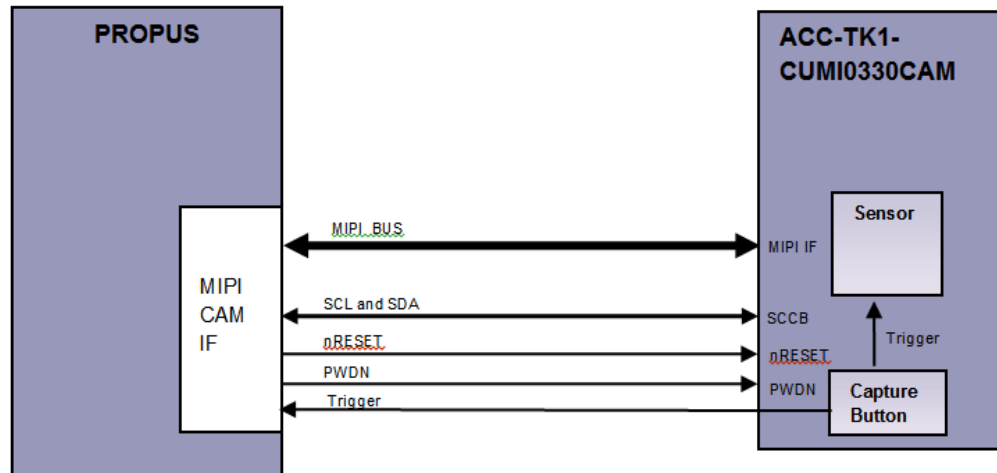 PROPUS
ACC-TK1-
CUMI0330CAM
Sensor
MIPI BUS
MIPI IF
MIPI
CAM
IF
SCL and SDA
SCCB
nRESET
nRESET
Trigger
PWDN
PWDN
Trigger
Capture
Button